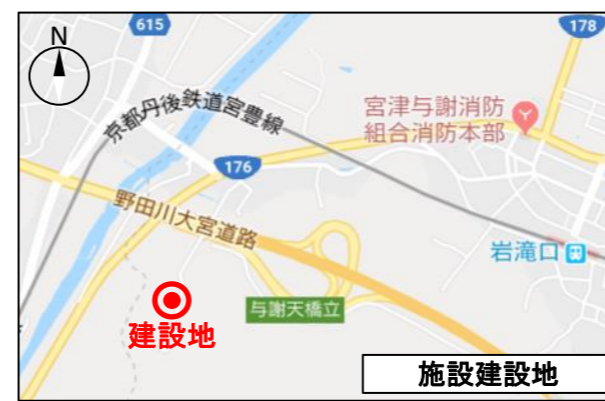 615
178
N
京都丹後鉄道宮豊線
宮津与謝消防
組合消防本部
176
野田川大宮道路
岩滝口
与謝天橋立
建設地
施設建設地